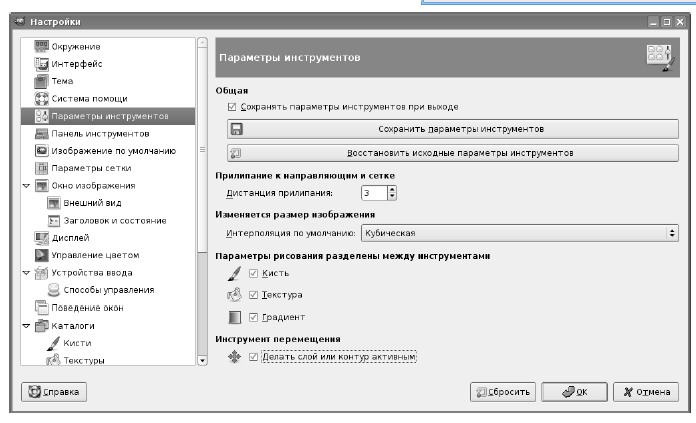 Настройки
Окружение
Интерфейс
Тема
Система помощи
Параметры инструментов
Панель инструментов
Изображение по умолчанию
Параметры сетки
Окно изображения
Внешний вид
Заголовок и состояние
Дисплей
Управление цветом
Устройства ввода
Способы управления
Поведение окон
Каталоги
Кисти
Текстуры
Параметры инструментов
Общая
Сохранять параметры инструментов при выходе
Сохранить параметры инструментов
Восстановить исходные параметры инструментов
Прилипание к направляющим и сетке
Дистанция прилипания: 3
Изменяется размер изображения
Интерполяция по умолчанию: Кубическая
Параметры рисования разделены между инструментами
Кисть
Текстура
Градиент
Инструмент перемещения
Делать слой или контур активным
Справка
Сбросить
ОК
Отмена